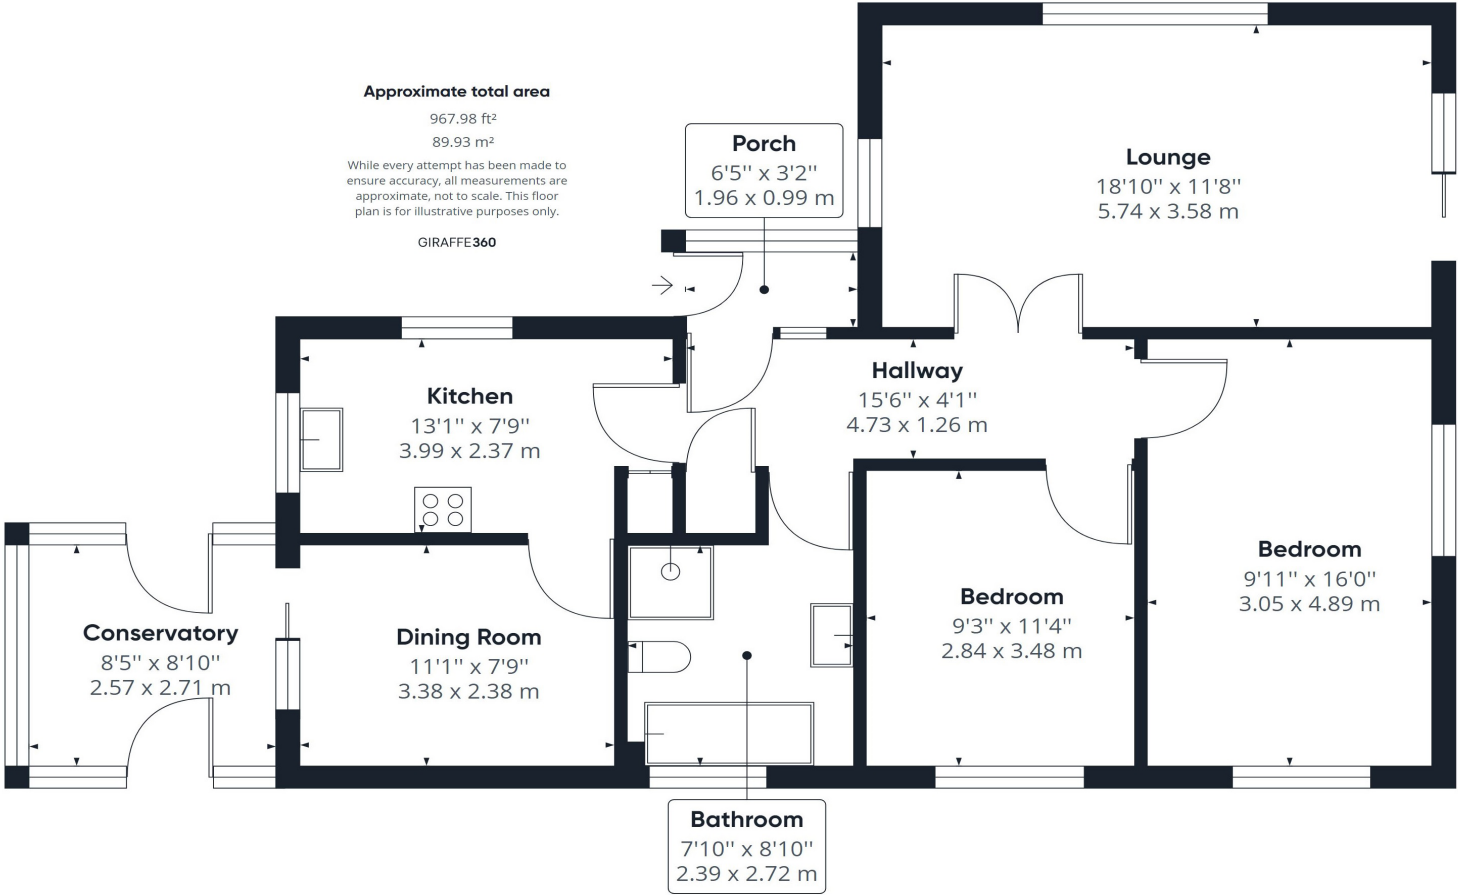 Approximate total area
967.98 ft²
89.93 m²
While every attempt has been made to
ensure accuracy, all measurements are
approximate, not to scale. This floor
plan is for illustrative purposes only.
GIRAFFE360
Porch
6'5'' x 3'2''
1.96 x 0.99 m
Lounge
18'10'' x 11'8''
5.74 x 3.58 m
Kitchen
13'1'' x 7'9''
3.99 x 2.37 m
Hallway
15'6'' x 4'1''
4.73 x 1.26 m
Conservatory
8'5'' x 8'10''
2.57 x 2.71 m
Dining Room
11'1'' x 7'9''
3.38 x 2.38 m
Bedroom
9'3'' x 11'4''
2.84 x 3.48 m
Bedroom
9'11'' x 16'0''
3.05 x 4.89 m
Bathroom
7'10'' x 8'10''
2.39 x 2.72 m